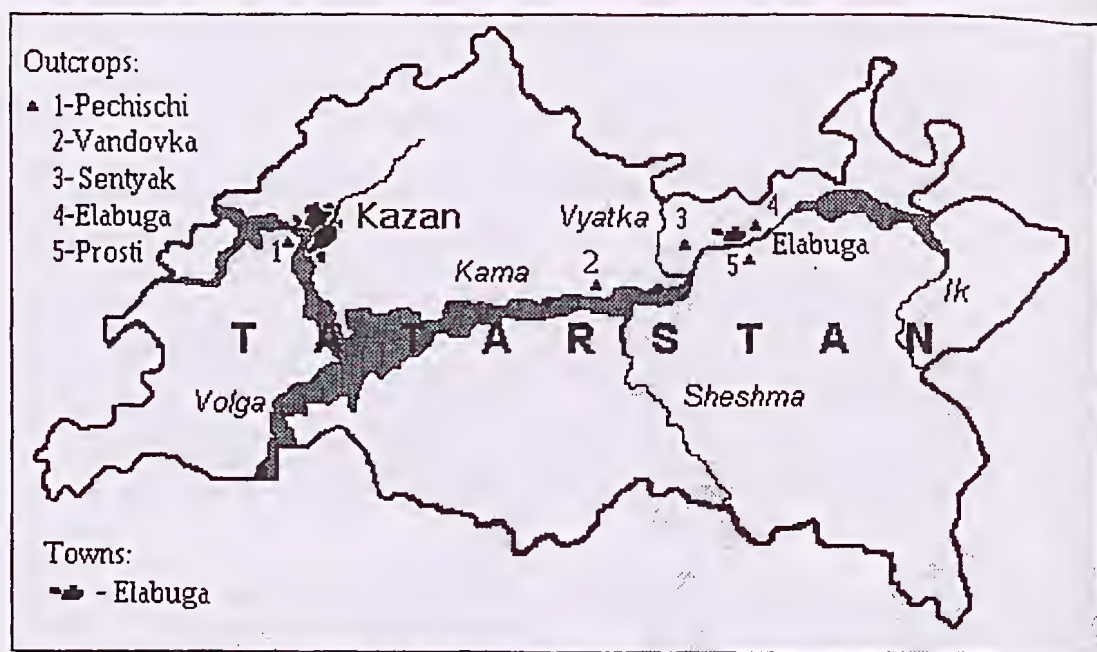 Outcrops:
▲ 1-Pechischi
2-Vandovka
3-Sentyak
4-Elabuga
5-Prosti
Kazan
1
Vyatka
3
4
Elabuga
5
Kama
2
Ik
T A T A R S T A N
Volga
Sheshma
Towns:
- Elabuga